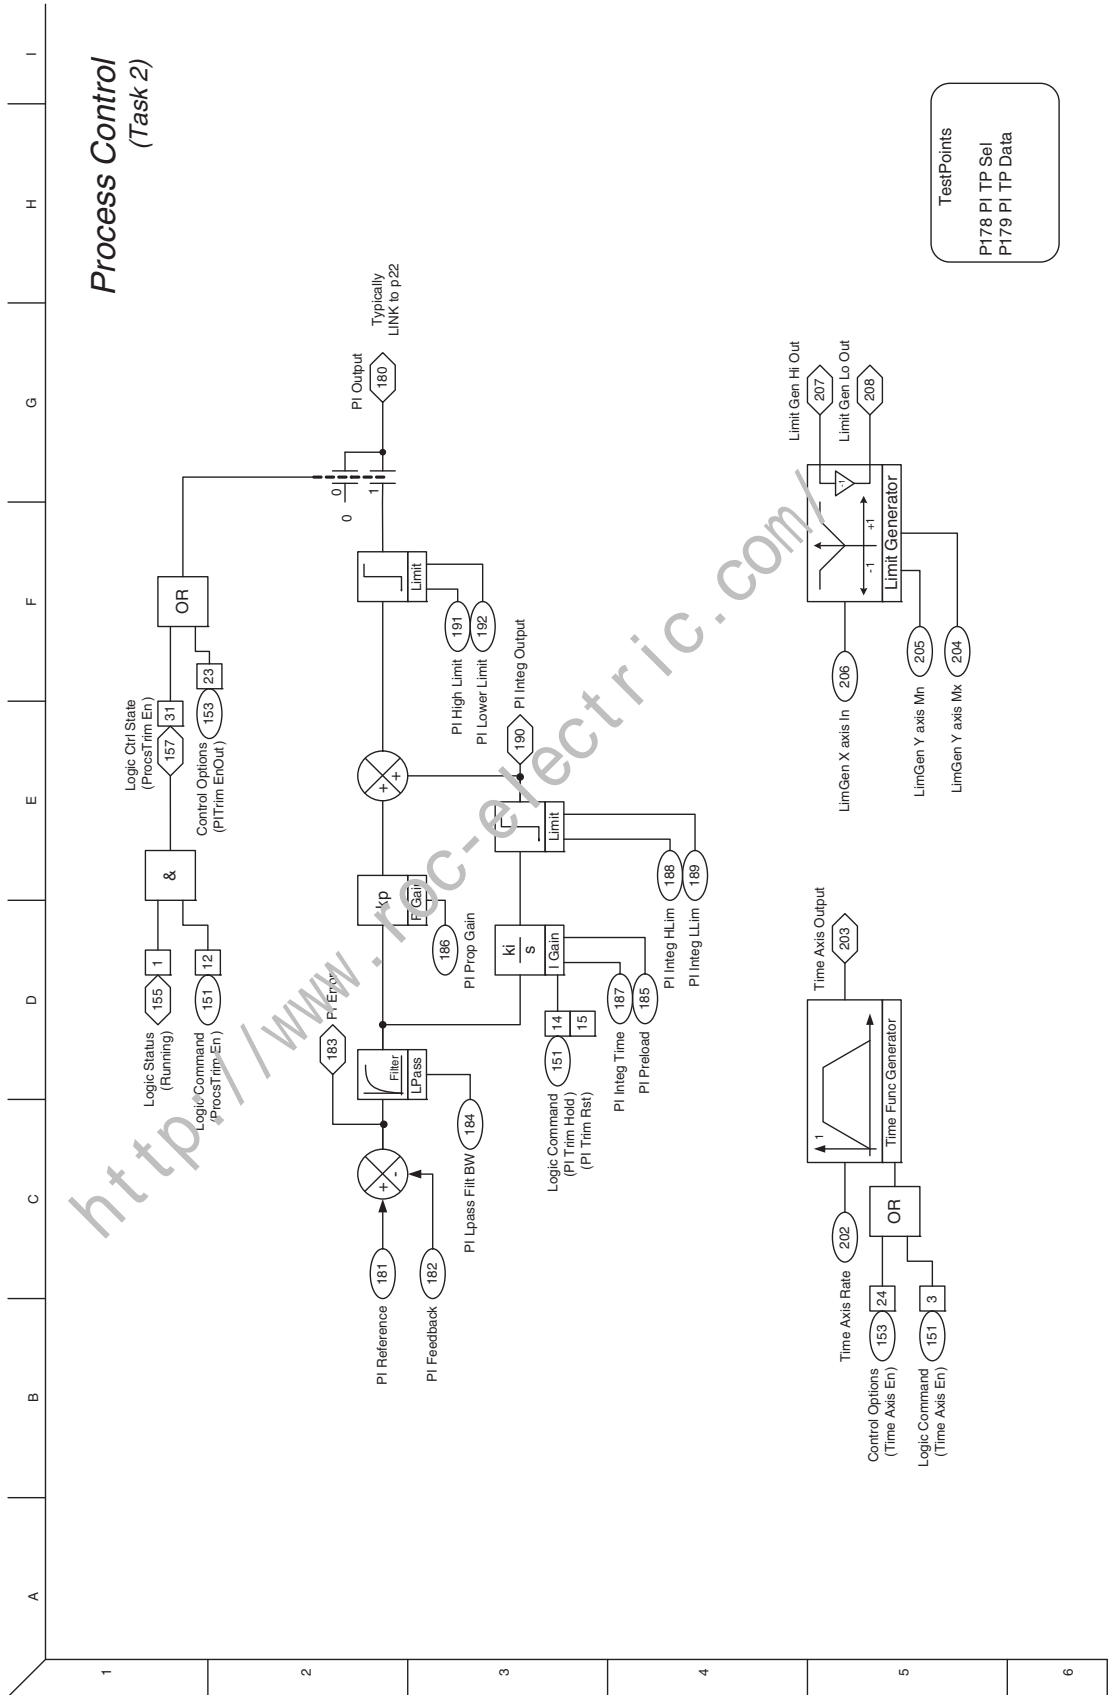 A
B
C
D
E
F
G
H
I
1
2
3
4
5
6
Process Control
(Task 2)
Logic Status
(Running)
155
1
Logic Command
(ProcsTrim En)
151
12
&
Logic Ctrl State
(ProcsTrim En)
157
31
Control Options
(PITrim EnOut)
153
23
OR
PI Reference
181
PI Feedback
182
+
-
183
PI Error
Filter
LPass
184
PI Lpass Filt BW
kp
P Gain
186
PI Prop Gain
+
+
Limit
191
PI High Limit
192
PI Lower Limit
0
0
1
PI Output
180
Typically
LINK to p22
ki
s
I Gain
151
14
15
Logic Command
(PI Trim Hold)
(PI Trim Rst)
187
PI Integ Time
185
PI Preload
Limit
188
PI Integ HLim
189
PI Integ LLim
190
PI Integ Output
Time Axis Rate
202
1
Time Func Generator
Time Axis Output
203
Control Options
(Time Axis En)
153
24
Logic Command
(Time Axis En)
151
3
OR
LimGen X axis In
206
-1
+1
-1
Limit Generator
205
LimGen Y axis Mn
204
LimGen Y axis Mx
Limit Gen Hi Out
207
Limit Gen Lo Out
208
TestPoints
P178 PI TP Sel
P179 PI TP Data
http://www.roc-electric.com/